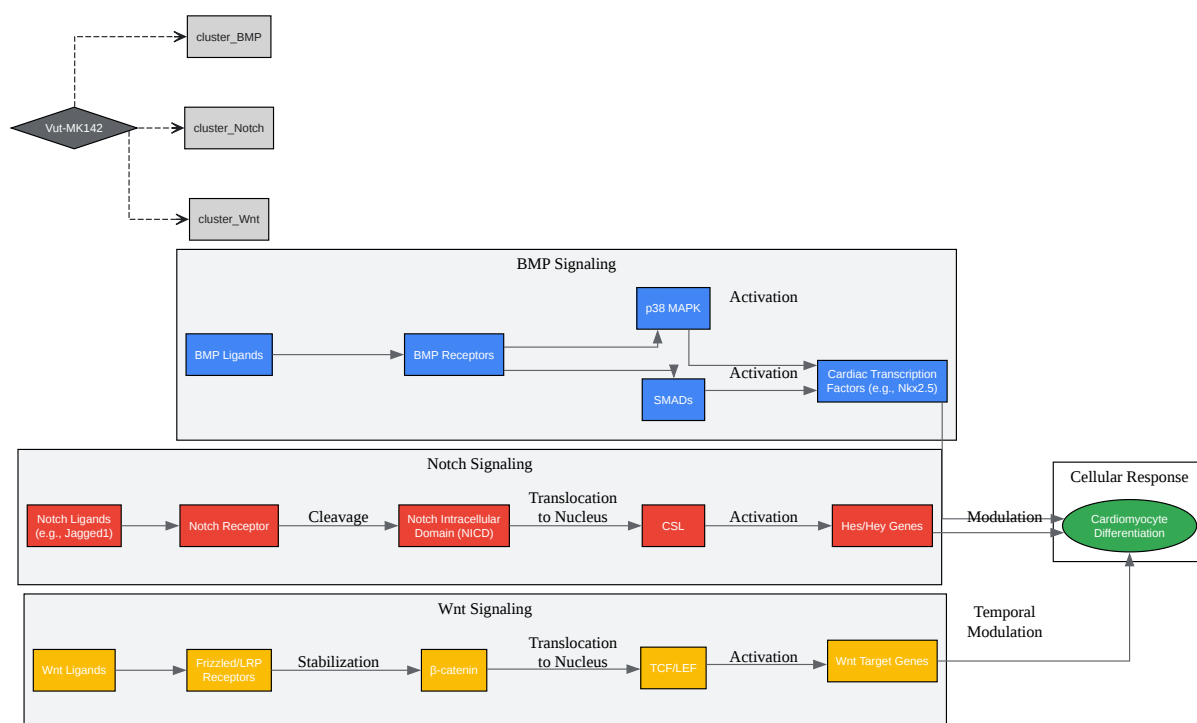 cluster_BMP
Vut-MK142
cluster_Notch
cluster_Wnt
BMP Signaling
p38 MAPK
Activation
BMP Ligands
BMP Receptors
Activation
Cardiac Transcription
Factors (e.g., Nkx2.5)
SMADs
Notch Signaling
Notch Ligands
(e.g., Jagged1)
Notch Receptor
Cleavage
Notch Intracellular
Domain (NICD)
Translocation
to Nucleus
CSL
Activation
Hes/Hey Genes
Modulation
Cellular Response
Cardiomyocyte
Differentiation
Wnt Signaling
Wnt Ligands
Frizzled/LRP
Receptors
Stabilization
β-catenin
Translocation
to Nucleus
TCF/LEF
Activation
Wnt Target Genes
Temporal
Modulation